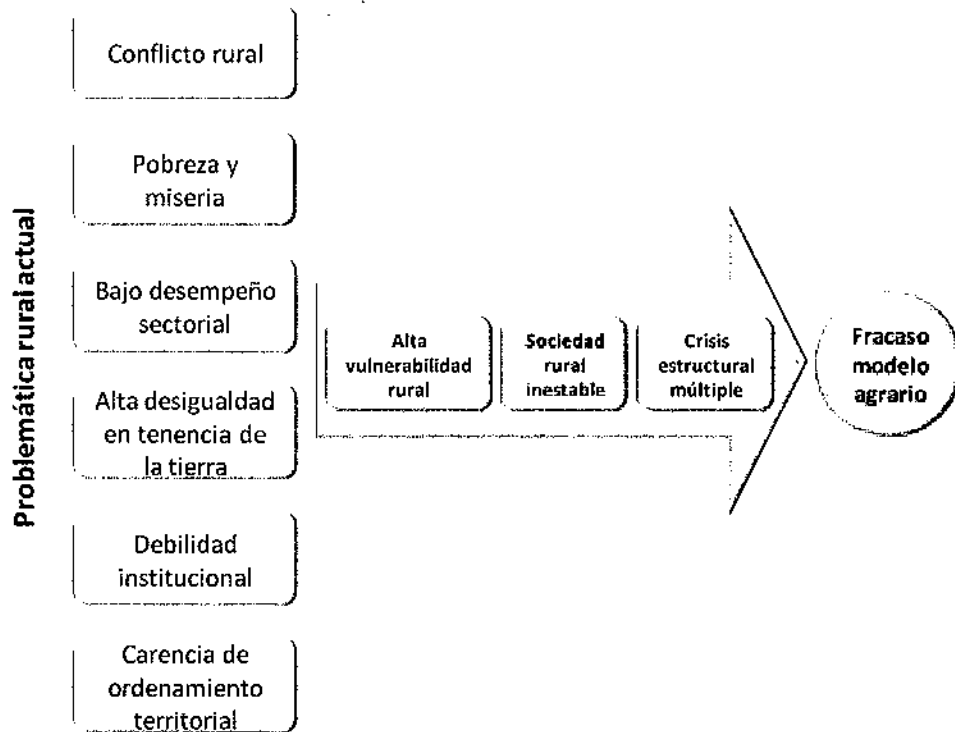 Problemática rural actual
Conflicto rural
Pobreza y
miseria
Bajo desempeño
sectorial
Alta desigualdad
en tenencia de
la tierra
Debilidad
institucional
Carencia de
ordenamiento
territorial
Alta
vulnerabilidad
rural
Sociedad
rural
inestable
Crisis
estructural
múltiple
Fracaso
modelo
agrario